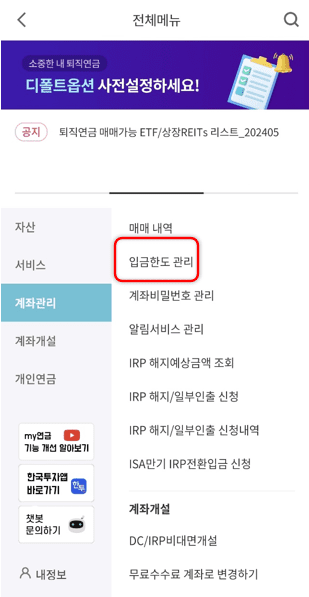 전체메뉴
소중한 내 퇴직연금
디폴트옵션 사전설정하세요!
공지 퇴직연금 매매가능 ETF/상장REITs 리스트_202405
자산
서비스
계좌관리
계좌개설
개인연금
my연금
기능 개선 알아보기
한국투자앱
바로가기
한투
챗봇
문의하기
내정보
매매 내역
입금한도 관리
계좌비밀번호 관리
알림서비스 관리
IRP 해지예상금액 조회
IRP 해지/일부인출 신청
IRP 해지/일부인출 신청내역
ISA만기 IRP전환입금 신청
계좌개설
DC/IRP비대면개설
무료수수료 계좌로 변경하기